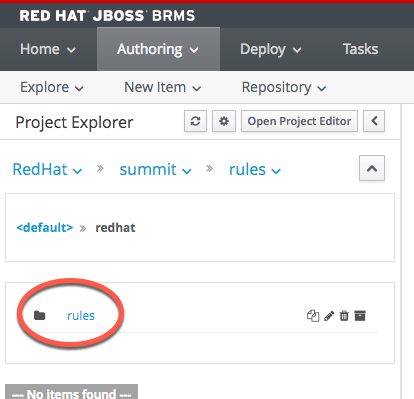 RED HAT® JBOSS® BRMS
Home Authoring Deploy Tasks
Explore New Item Repository
Project Explorer Open Project Editor
RedHat » summit » rules
<default> » redhat
rules
--- No items found ---